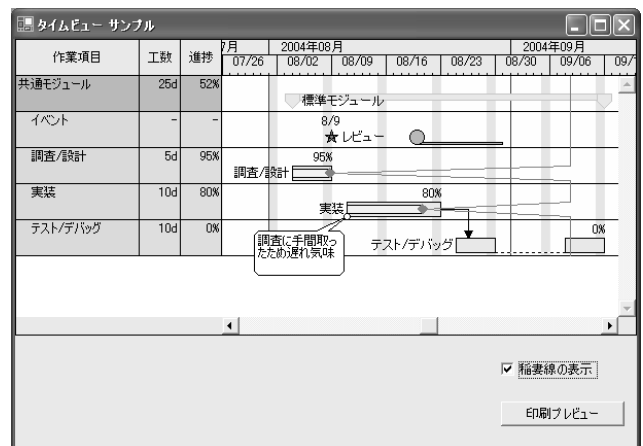 タイムビュー サンプル
7月 2004年08月 2004年09月
作業項目 工数 進捗 07/26 08/02 08/09 08/16 08/23 08/30 09/06 09/
共通モジュール 25d 52%
標準モジュール
イベント - -
8/9
レビュー
調査/設計 5d 95%
95%
調査/設計
実装 10d 80%
80%
実装
テスト/デバッグ 10d 0%
0%
調査に手間取っ
たため遅れ気味
テスト/デバッグ
稲妻線の表示
印刷プレビュー